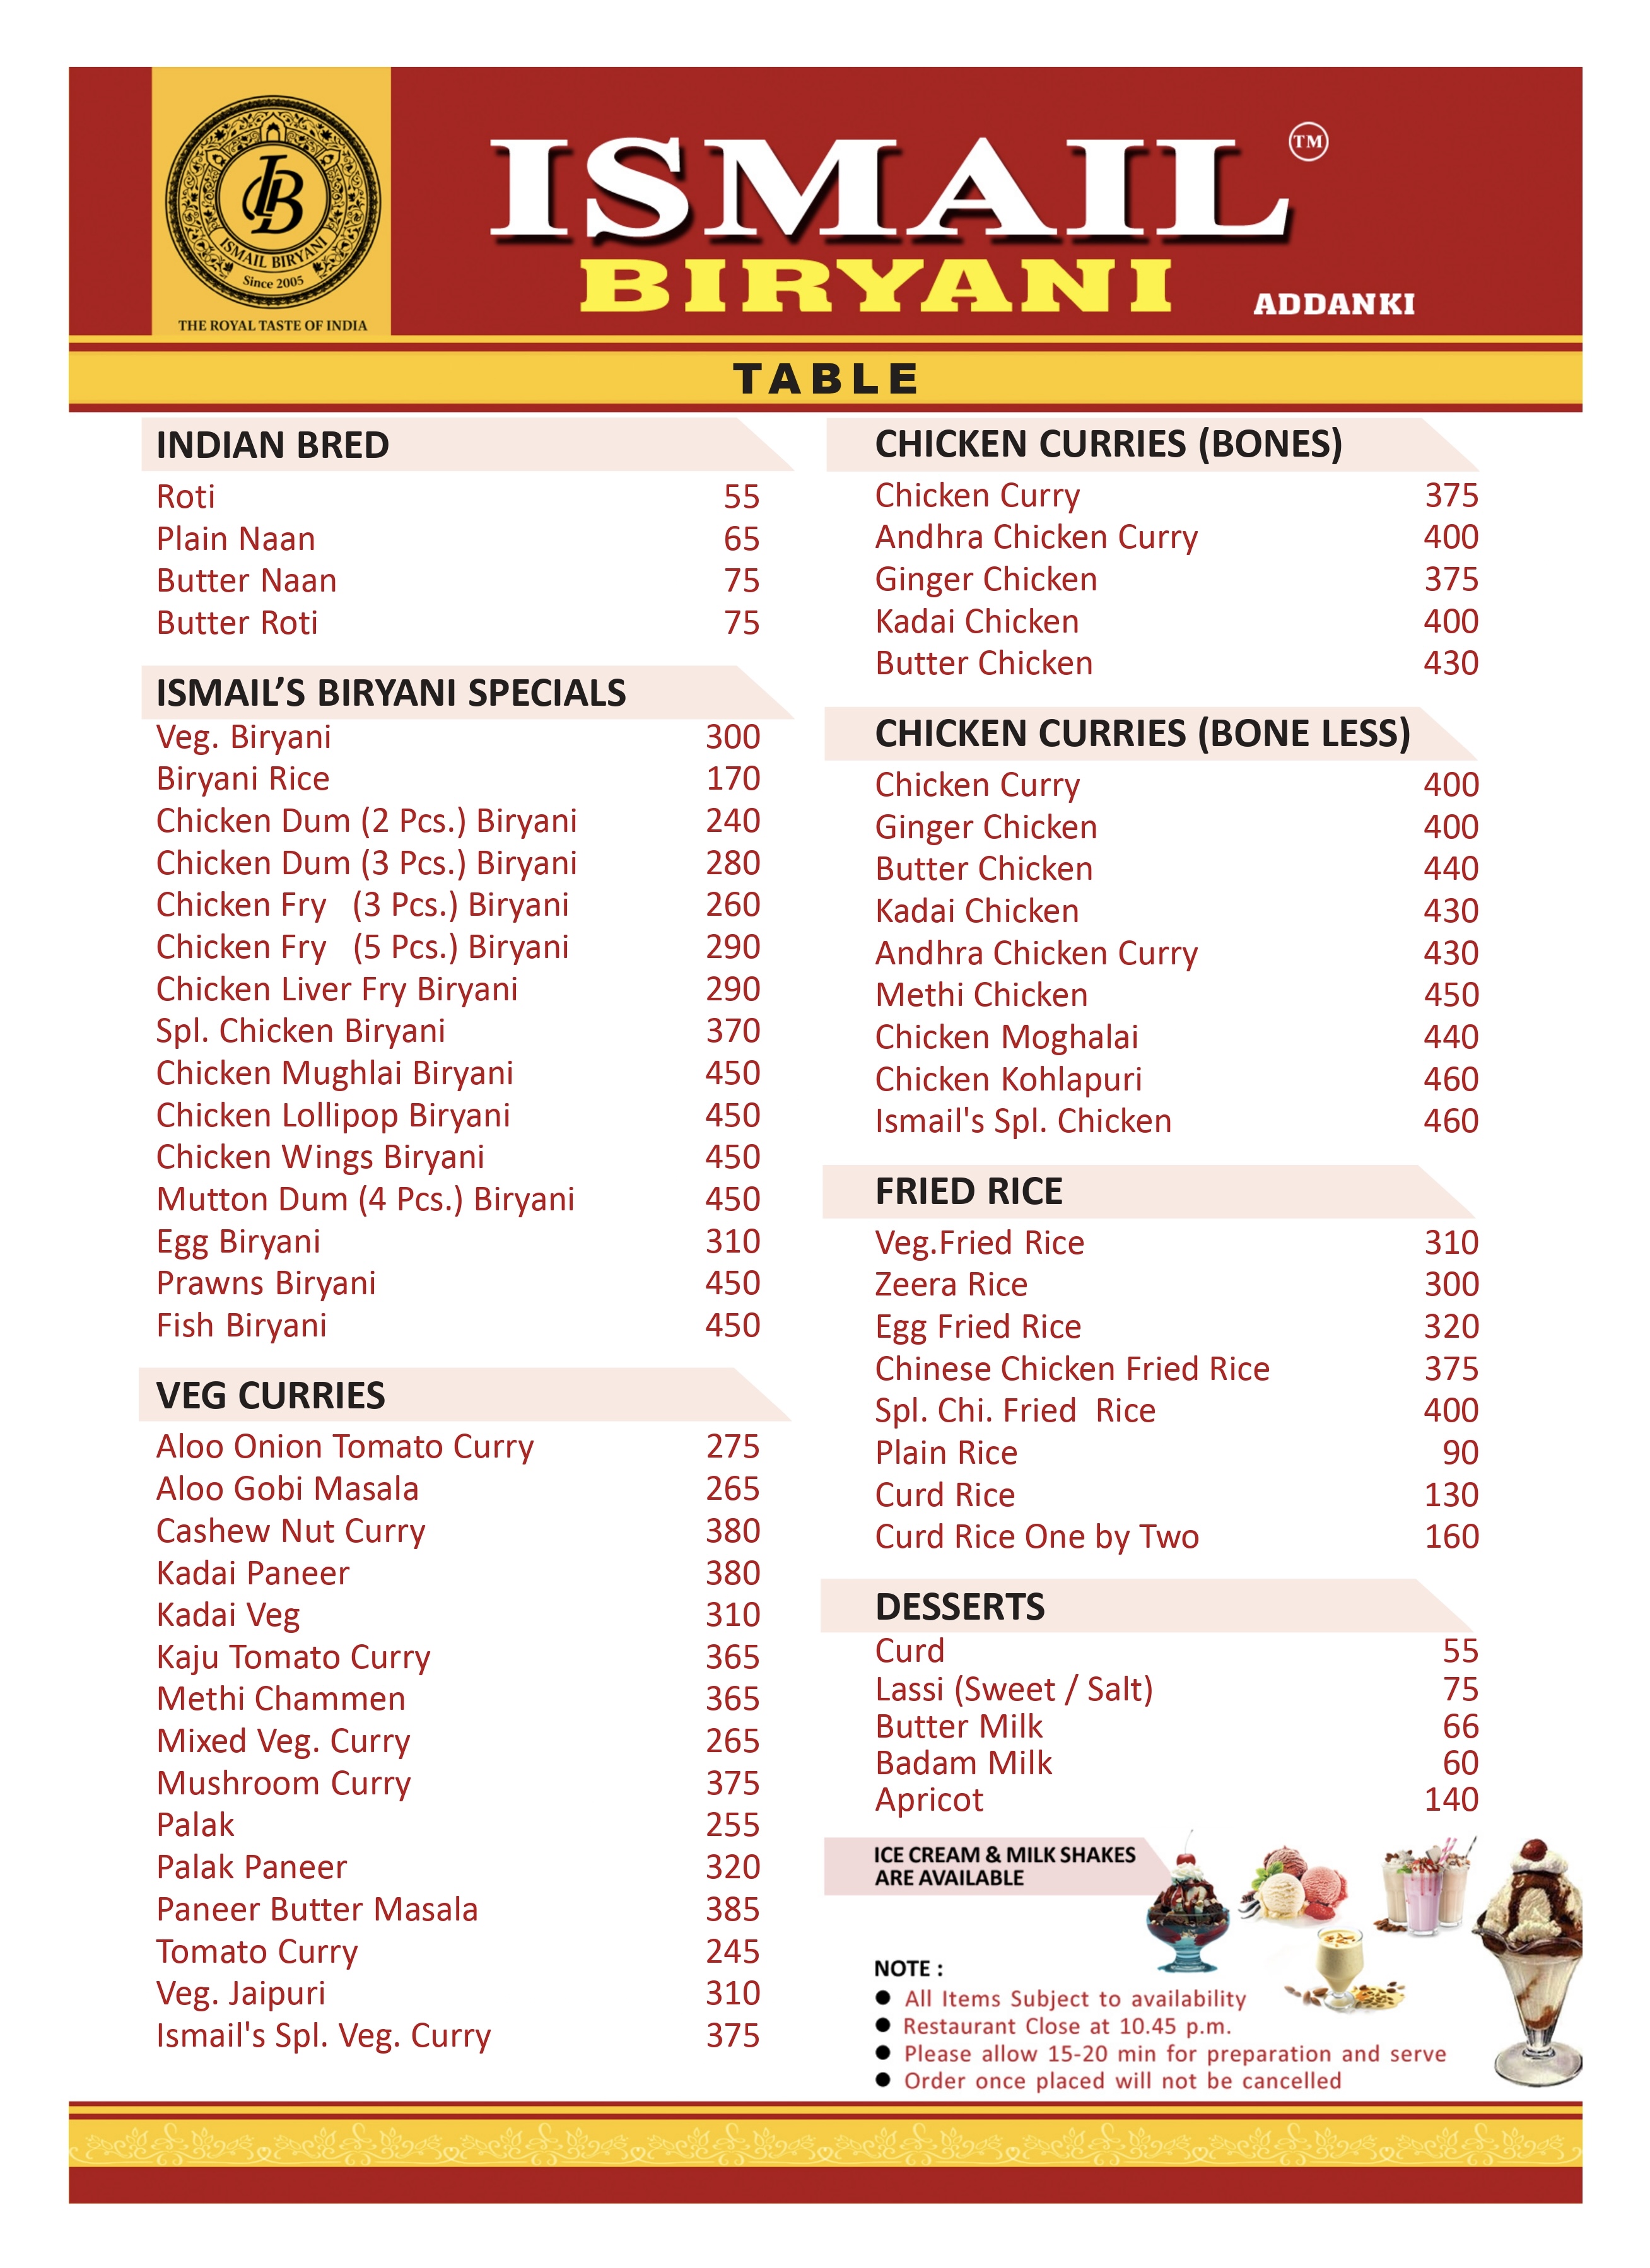 LB
ISMAIL BIRYANI
Since 2005
THE ROYAL TASTE OF INDIA
ISMAIL TM
BIRYANI
ADDANKI
TABLE
INDIAN BRED
Roti 55
Plain Naan 65
Butter Naan 75
Butter Roti 75
ISMAIL’S BIRYANI SPECIALS
Veg. Biryani 300
Biryani Rice 170
Chicken Dum (2 Pcs.) Biryani 240
Chicken Dum (3 Pcs.) Biryani 280
Chicken Fry (3 Pcs.) Biryani 260
Chicken Fry (5 Pcs.) Biryani 290
Chicken Liver Fry Biryani 290
Spl. Chicken Biryani 370
Chicken Mughlai Biryani 450
Chicken Lollipop Biryani 450
Chicken Wings Biryani 450
Mutton Dum (4 Pcs.) Biryani 450
Egg Biryani 310
Prawns Biryani 450
Fish Biryani 450
VEG CURRIES
Aloo Onion Tomato Curry 275
Aloo Gobi Masala 265
Cashew Nut Curry 380
Kadai Paneer 380
Kadai Veg 310
Kaju Tomato Curry 365
Methi Chammen 365
Mixed Veg. Curry 265
Mushroom Curry 375
Palak 255
Palak Paneer 320
Paneer Butter Masala 385
Tomato Curry 245
Veg. Jaipuri 310
Ismail's Spl. Veg. Curry 375
CHICKEN CURRIES (BONES)
Chicken Curry 375
Andhra Chicken Curry 400
Ginger Chicken 375
Kadai Chicken 400
Butter Chicken 430
CHICKEN CURRIES (BONE LESS)
Chicken Curry 400
Ginger Chicken 400
Butter Chicken 440
Kadai Chicken 430
Andhra Chicken Curry 430
Methi Chicken 450
Chicken Moghalai 440
Chicken Kohlapuri 460
Ismail's Spl. Chicken 460
FRIED RICE
Veg.Fried Rice 310
Zeera Rice 300
Egg Fried Rice 320
Chinese Chicken Fried Rice 375
Spl. Chi. Fried Rice 400
Plain Rice 90
Curd Rice 130
Curd Rice One by Two 160
DESSERTS
Curd 55
Lassi (Sweet / Salt) 75
Butter Milk 66
Badam Milk 60
Apricot 140
ICE CREAM & MILK SHAKES
ARE AVAILABLE
NOTE :
● All Items Subject to availability
● Restaurant Close at 10.45 p.m.
● Please allow 15-20 min for preparation and serve
● Order once placed will not be cancelled